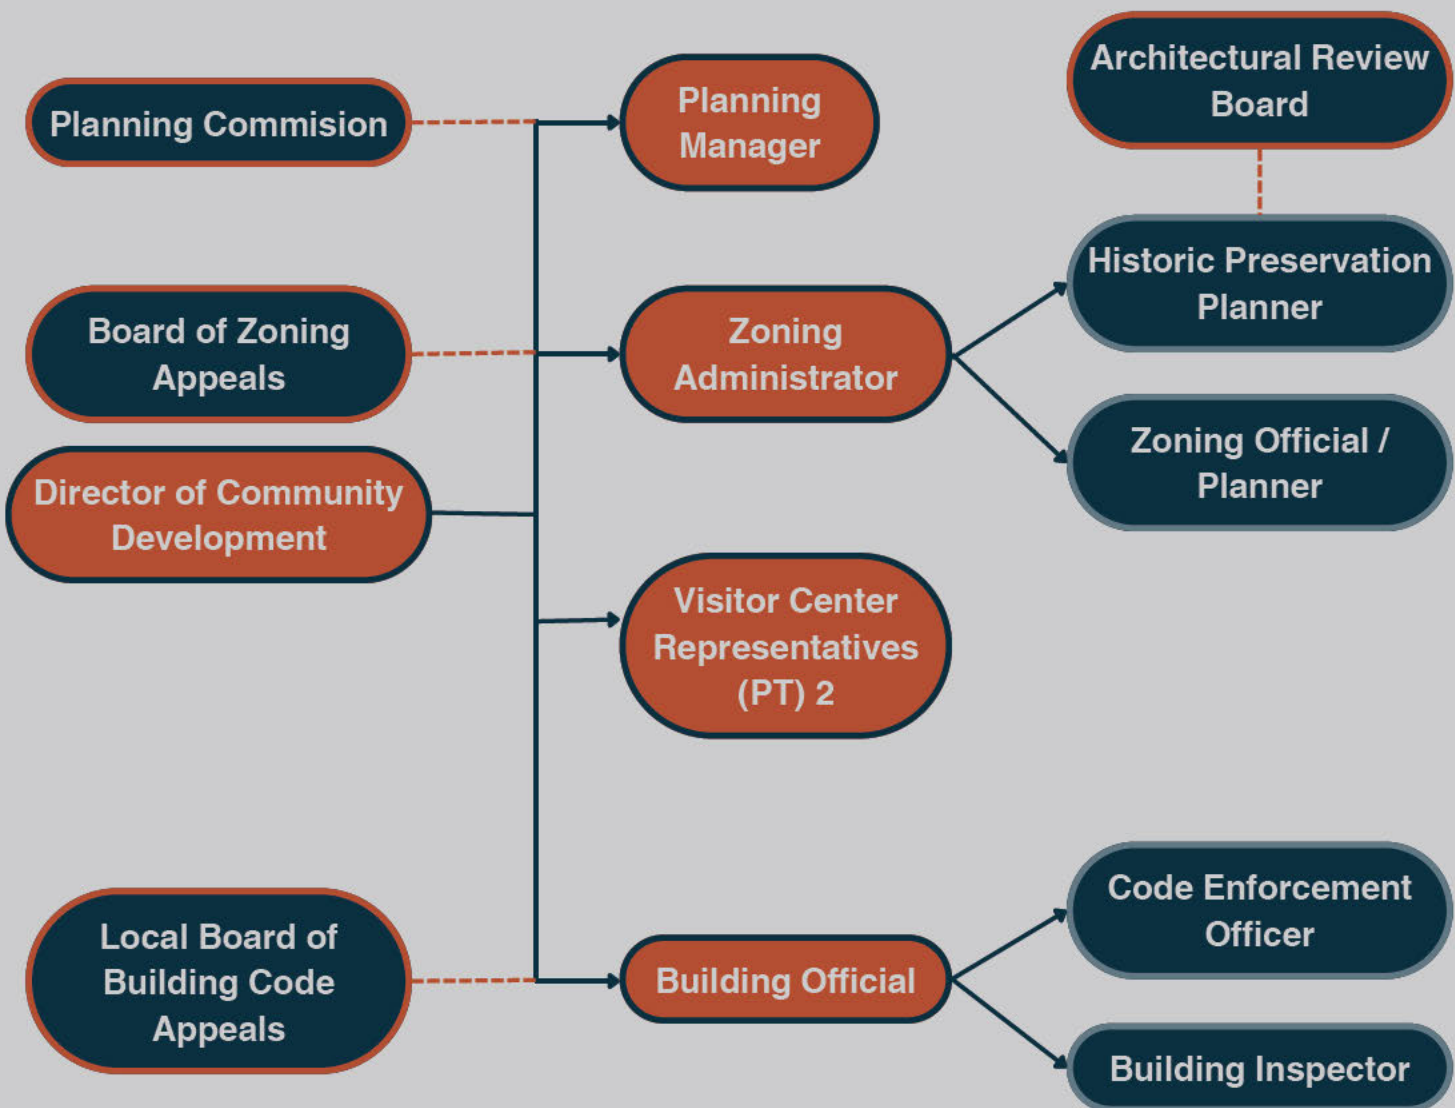 Planning Commision
Planning
Manager
Architectural Review
Board
Historic Preservation
Planner
Board of Zoning
Appeals
Zoning
Administrator
Zoning Official /
Planner
Director of Community
Development
Visitor Center
Representatives
(PT) 2
Local Board of
Building Code
Appeals
Building Official
Code Enforcement
Officer
Building Inspector